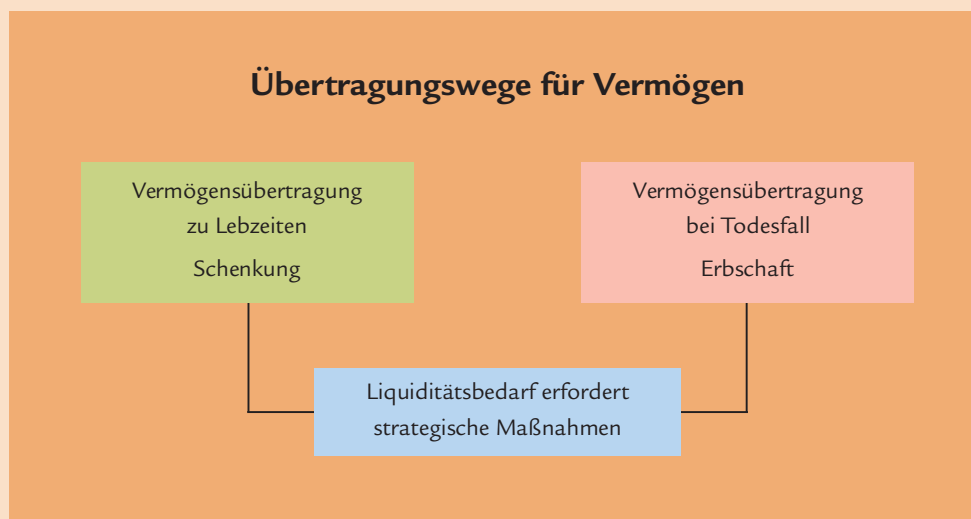 Übertragungswege für Vermögen
Vermögensübertragung
zu Lebzeiten
Schenkung
Vermögensübertragung
bei Todesfall
Erbschaft
Liquiditätsbedarf erfordert
strategische Maßnahmen